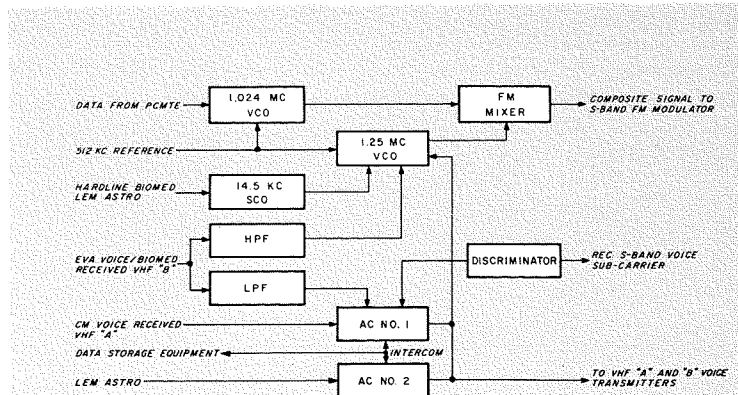 DATA FROM PCMTE
1.024 MC
VCO
FM
MIXER
COMPOSITE SIGNAL TO
S-BAND FM MODULATOR
512 KC REFERENCE
1.25 MC
VCO
HARDLINE BIOMED
LEM ASTRO
14.5 KC
SCO
EVA VOICE/BIOMED
RECEIVED VHF "B"
HPF
LPF
DISCRIMINATOR
REC. S-BAND VOICE
SUB-CARRIER
CM VOICE RECEIVED
VHF "A"
AC NO. 1
DATA STORAGE EQUIPMENT
INTERCOM
LEM ASTRO
AC NO. 2
TO VHF "A" AND "B" VOICE
TRANSMITTERS